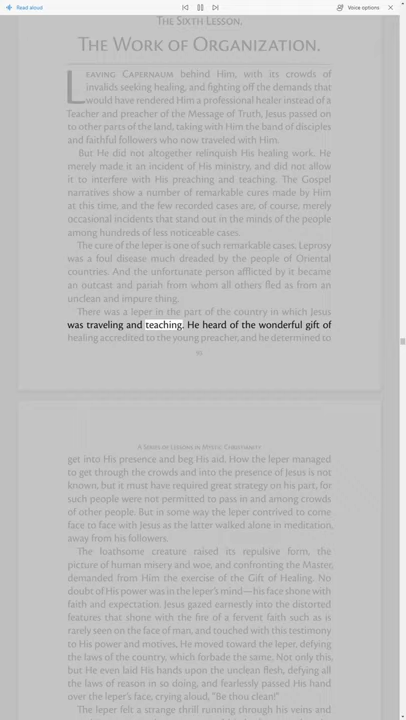 Read aloud
Voice options
The Sixth Lesson.
The Work of Organization.
Leaving Capernaum behind Him, with its crowds of
invalids seeking healing, and fighting off the demands that
would have rendered Him a professional healer instead of a
Teacher and preacher of the Message of Truth, Jesus passed on
to other parts of the land, taking with Him the band of disciples
and faithful followers who now traveled with Him.
But He did not altogether relinquish His healing work. He
merely made it an incident of His ministry, and did not allow
it to interfere with His preaching and teaching. The Gospel
narratives show a number of remarkable cures made by Him
at this time, and the few recorded cases are, of course, merely
occasional incidents that stand out in the minds of the people
among hundreds of less noticeable cases.
The cure of the leper is one of such remarkable cases. Leprosy
was a foul disease much dreaded by the people of Oriental
countries. And the unfortunate person afflicted by it became
an outcast and pariah from whom all others fled as from an
unclean and impure thing.
There was a leper in the part of the country in which Jesus
was traveling and teaching. He heard of the wonderful gift of
healing accredited to the young preacher, and he determined to
A Series of Lessons in Mystic Christianity
get into His presence and beg His aid. How the leper managed
to get through the crowds and into the presence of Jesus is not
known, but it must have required great strategy on his part, for
such people were not permitted to pass in and among crowds
of other people. But in some way the leper contrived to come
face to face with Jesus as the latter walked alone in meditation,
away from his followers.
The loathsome creature raised its repulsive form, the
picture of human misery and woe, and confronting the Master,
demanded from Him the exercise of the Gift of Healing. No
doubt of His power was in the leper's mind—his face shone with
faith and expectation. Jesus gazed earnestly into the distorted
features that shone with the fire of a fervent faith such as is
rarely seen on the face of man, and touched with this testimony
to His power and motives, He moved toward the leper, defying
the laws of the country, which forbade the same. Not only this,
but He even laid His hands upon the unclean flesh, defying all
the laws of reason in so doing, and fearlessly passed His hand
over the leper's face, crying aloud, "Be thou clean!"
The leper felt a strange thrill running through his veins and